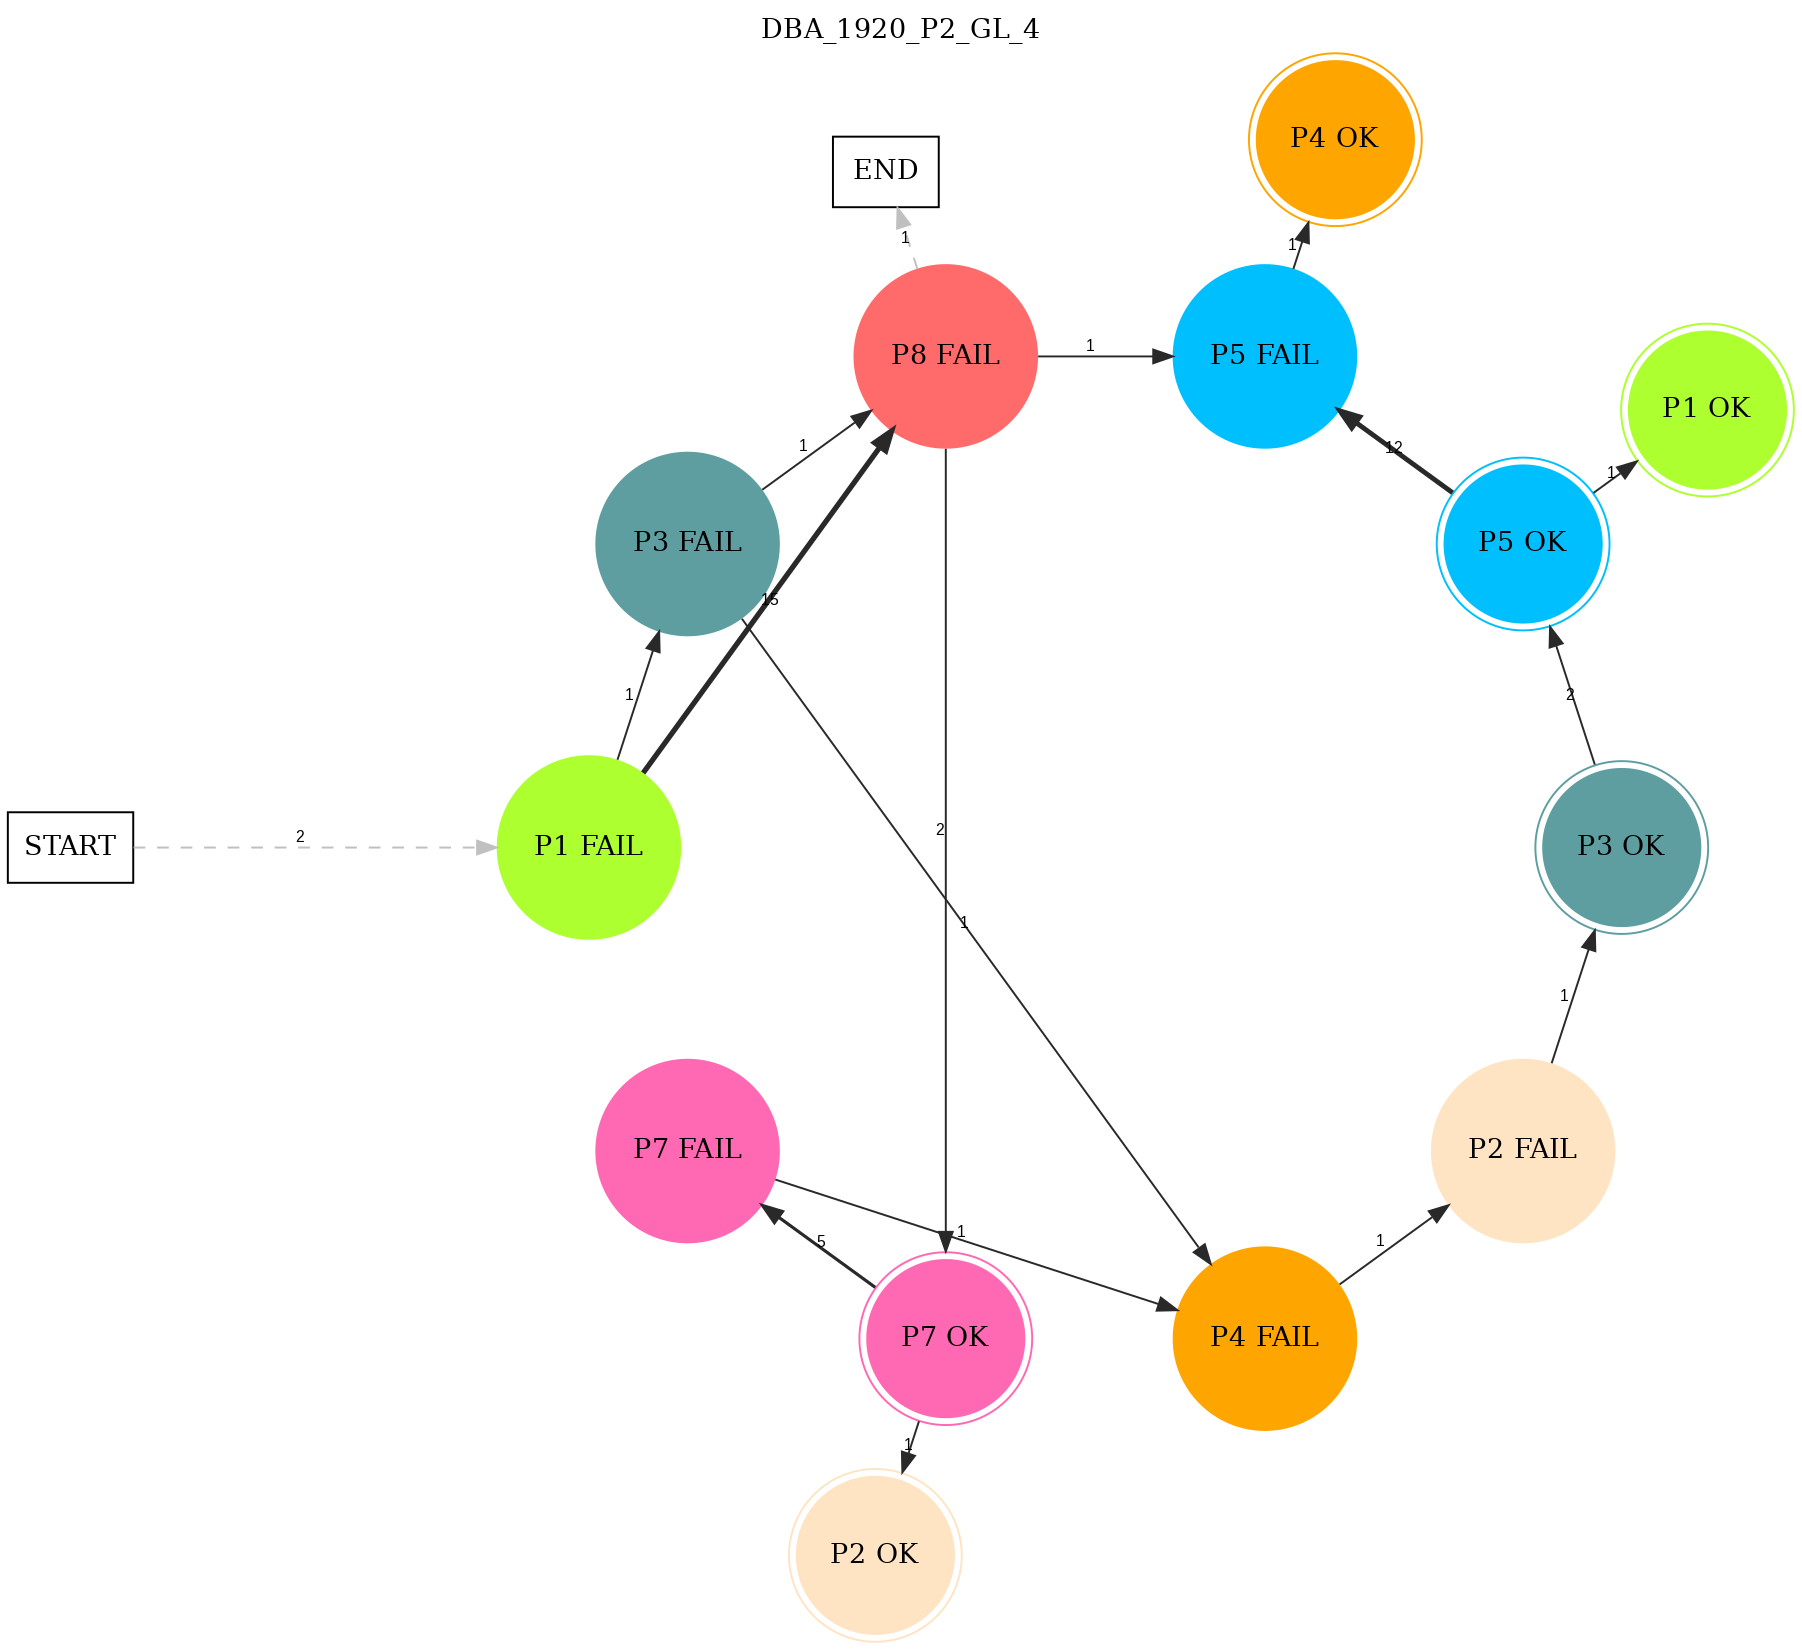 DBA_1920_P2_GL_4
P4 OK
END
1
1
P8 FAIL
1
P5 FAIL
P1 OK
1
12
1
P3 FAIL
P5 OK
15
1
2
START
2
P1 FAIL
2
P3 OK
1
1
P7 FAIL
P2 FAIL
5
1
1
P7 OK
P4 FAIL
1
P2 OK